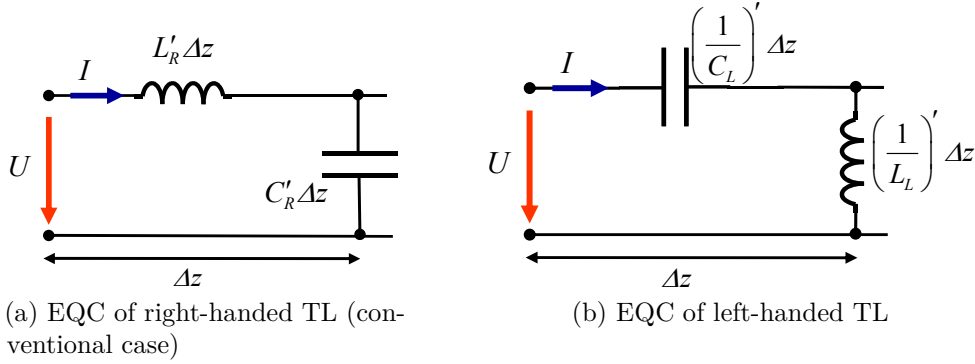 L′_R Δz
I
U
C′_R Δz
Δz
(a) EQC of right-handed TL (con-
ventional case)
(1/C_L)′ Δz
I
U
(1/L_L)′ Δz
Δz
(b) EQC of left-handed TL